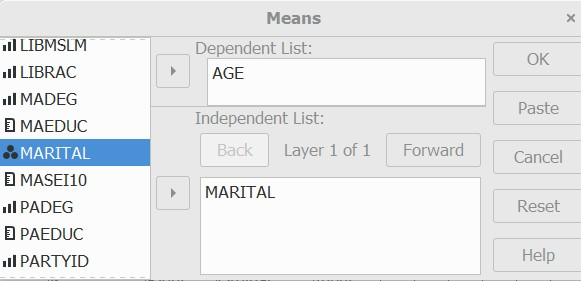 Means
LIBMSLM
LIBRAC
MADEG
MAEDUC
MARITAL
MASEI10
PADEG
PAEDUC
PARTYID
Dependent List:
AGE
Independent List:
Back Layer 1 of 1 Forward
MARITAL
OK
Paste
Cancel
Reset
Help